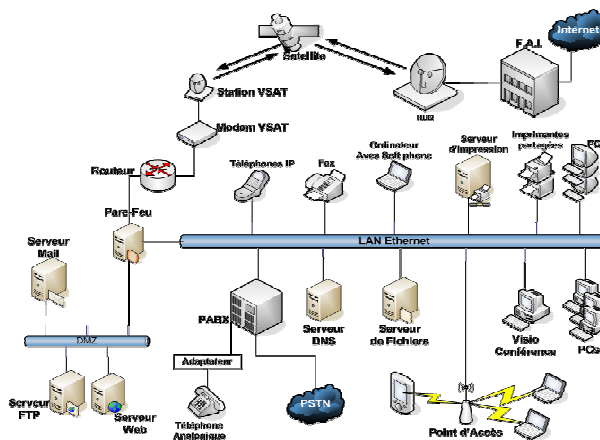 Internet
F.A.I
Satellite
Station VSAT
HUB
Modem VSAT
Routeur
Téléphones IP
Fax
Ordinateur
Avec Soft phone
Serveur
d'impression
Imprimantes
partagées
PC
Pare-Feu
LAN Ethernet
Serveur
Mail
DMZ
PABX
Serveur
DNS
Serveur
de Fichiers
Visio
Conférence
PCs
Adaptateur
Serveur
FTP
Serveur
Web
Téléphone
Analogique
PSTN
Point d'Accès